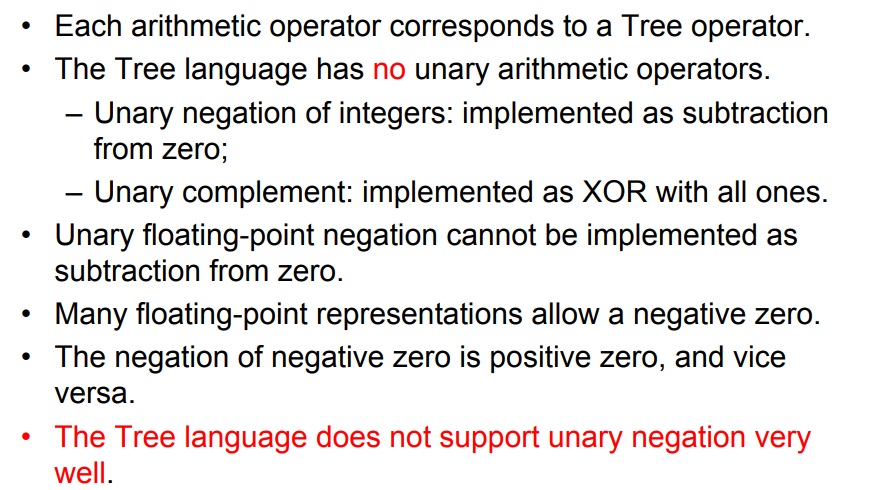 • Each arithmetic operator corresponds to a Tree operator.
• The Tree language has no unary arithmetic operators.
– Unary negation of integers: implemented as subtraction
from zero;
– Unary complement: implemented as XOR with all ones.
• Unary floating-point negation cannot be implemented as
subtraction from zero.
• Many floating-point representations allow a negative zero.
• The negation of negative zero is positive zero, and vice
versa.
• The Tree language does not support unary negation very
well.